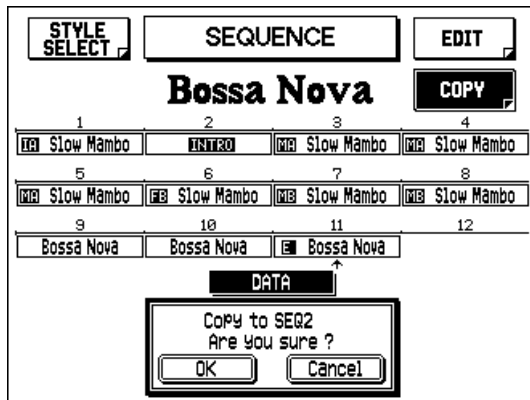 STYLE
SELECT
SEQUENCE
EDIT
Bossa Nova
COPY
1 2 3 4
IA Slow Mambo INTRO MA Slow Mambo MA Slow Mambo
5 6 7 8
MA Slow Mambo FB Slow Mambo MB Slow Mambo MB Slow Mambo
9 10 11 12
Bossa Nova Bossa Nova E Bossa Nova
DATA
Copy to SEQ2
Are you sure ?
OK Cancel